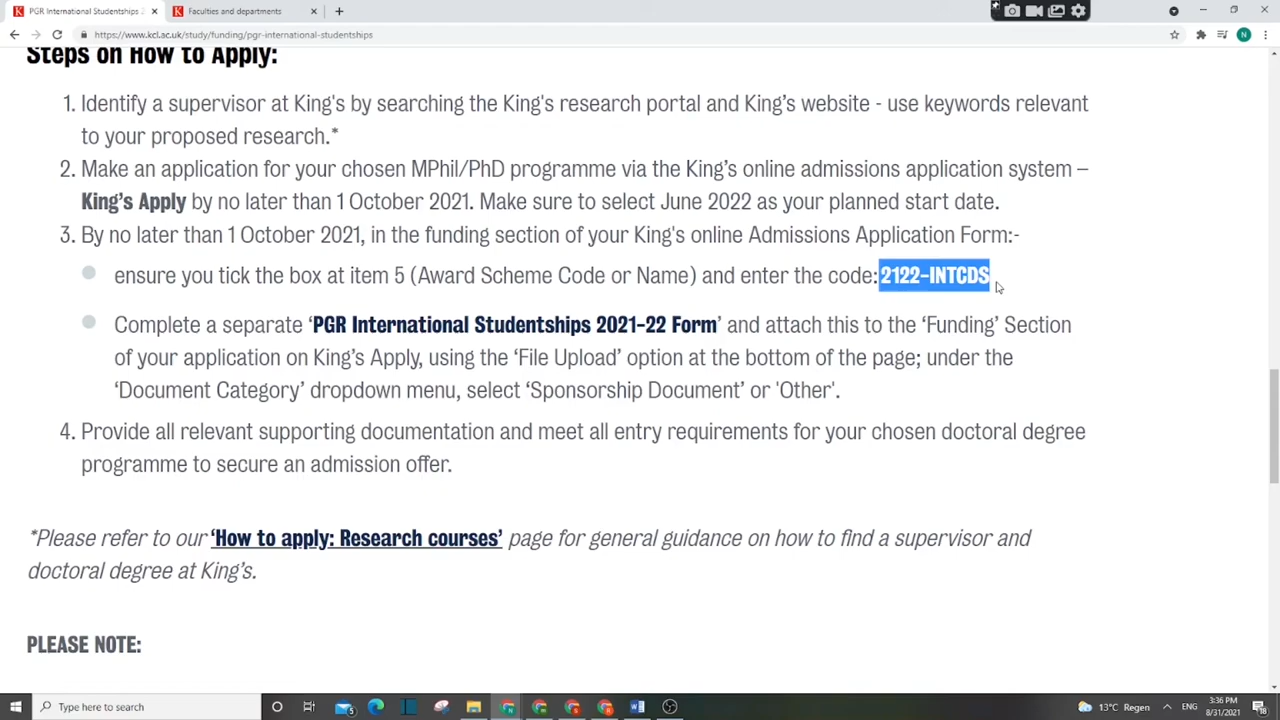 PGR International Studentships 2
Faculties and departments
https://www.kcl.ac.uk/study/funding/pgr-international-studentships
N
Steps on How to Apply:
1. Identify a supervisor at King's by searching the King's research portal and King’s website - use keywords relevant
to your proposed research.*
2. Make an application for your chosen MPhil/PhD programme via the King’s online admissions application system –
King’s Apply by no later than 1 October 2021. Make sure to select June 2022 as your planned start date.
3. By no later than 1 October 2021, in the funding section of your King's online Admissions Application Form:-
ensure you tick the box at item 5 (Award Scheme Code or Name) and enter the code: 2122-INTCDS
Complete a separate ‘PGR International Studentships 2021-22 Form’ and attach this to the ‘Funding’ Section
of your application on King’s Apply, using the ‘File Upload’ option at the bottom of the page; under the
‘Document Category’ dropdown menu, select ‘Sponsorship Document’ or 'Other'.
4. Provide all relevant supporting documentation and meet all entry requirements for your chosen doctoral degree
programme to secure an admission offer.
*Please refer to our ‘How to apply: Research courses’ page for general guidance on how to find a supervisor and
doctoral degree at King’s.
PLEASE NOTE:
Type here to search
13°C Regen
ENG
3:36 PM
8/31/2021